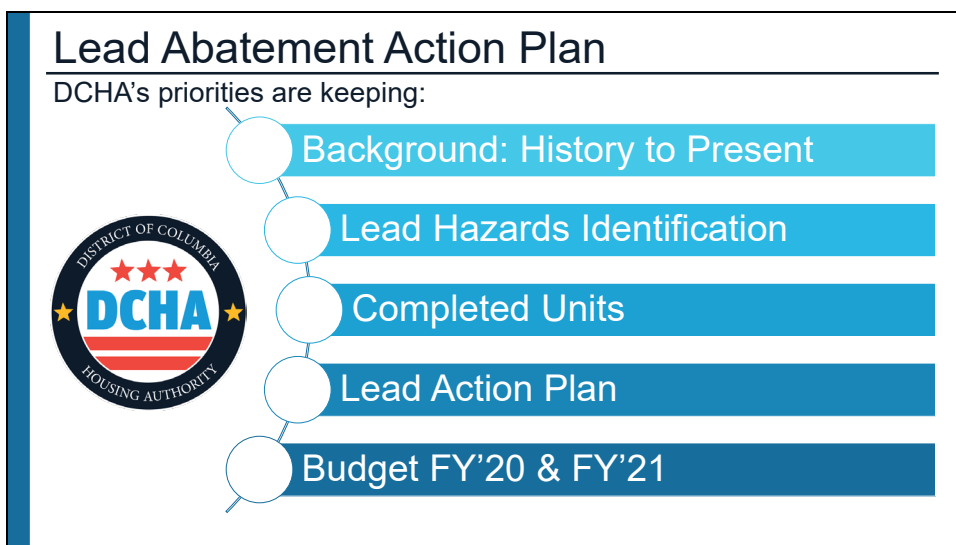 Lead Abatement Action Plan
DCHA’s priorities are keeping:
Background: History to Present
Lead Hazards Identification
Completed Units
Lead Action Plan
Budget FY’20 & FY’21
DISTRICT OF COLUMBIA
DCHA
HOUSING AUTHORITY